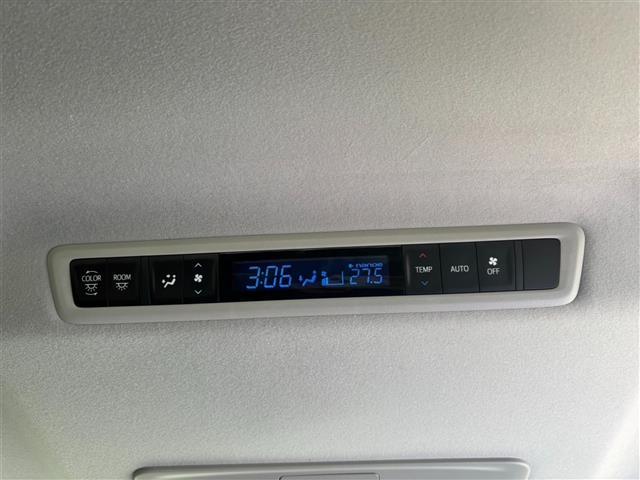 COLOR
ROOM
nanoe
3:06
27.5
TEMP
AUTO
OFF